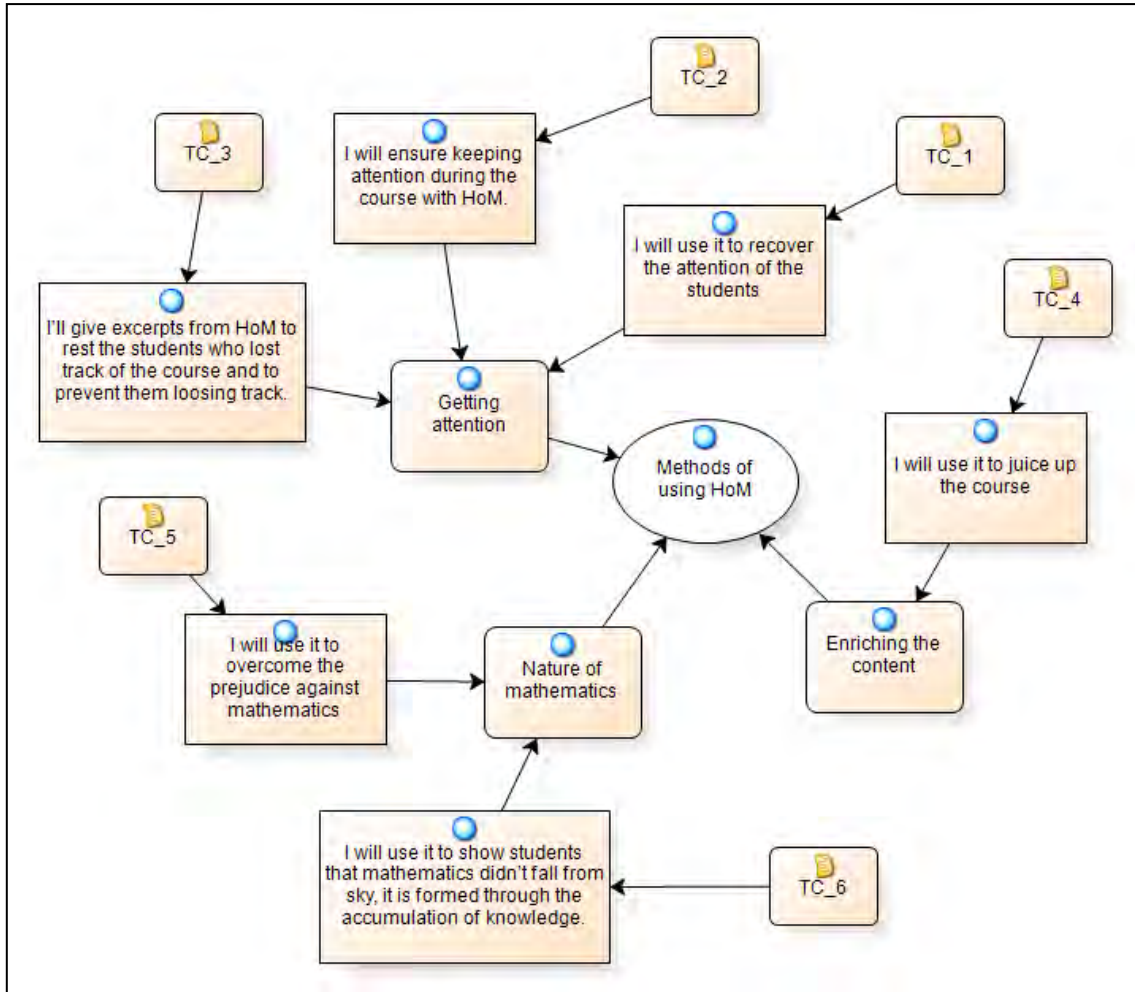 TC_2
TC_3
I will ensure keeping
attention during the
course with HoM.
TC_1
I will use it to recover
the attention of the
students
TC_4
I'll give excerpts from HoM to
rest the students who lost
track of the course and to
prevent them loosing track.
Getting
attention
Methods of
using HoM
I will use it to juice up
the course
TC_5
I will use it to
overcome the
prejudice against
mathematics
Nature of
mathematics
Enriching the
content
I will use it to show students
that mathematics didn't fall from
sky, it is formed through the
accumulation of knowledge.
TC_6